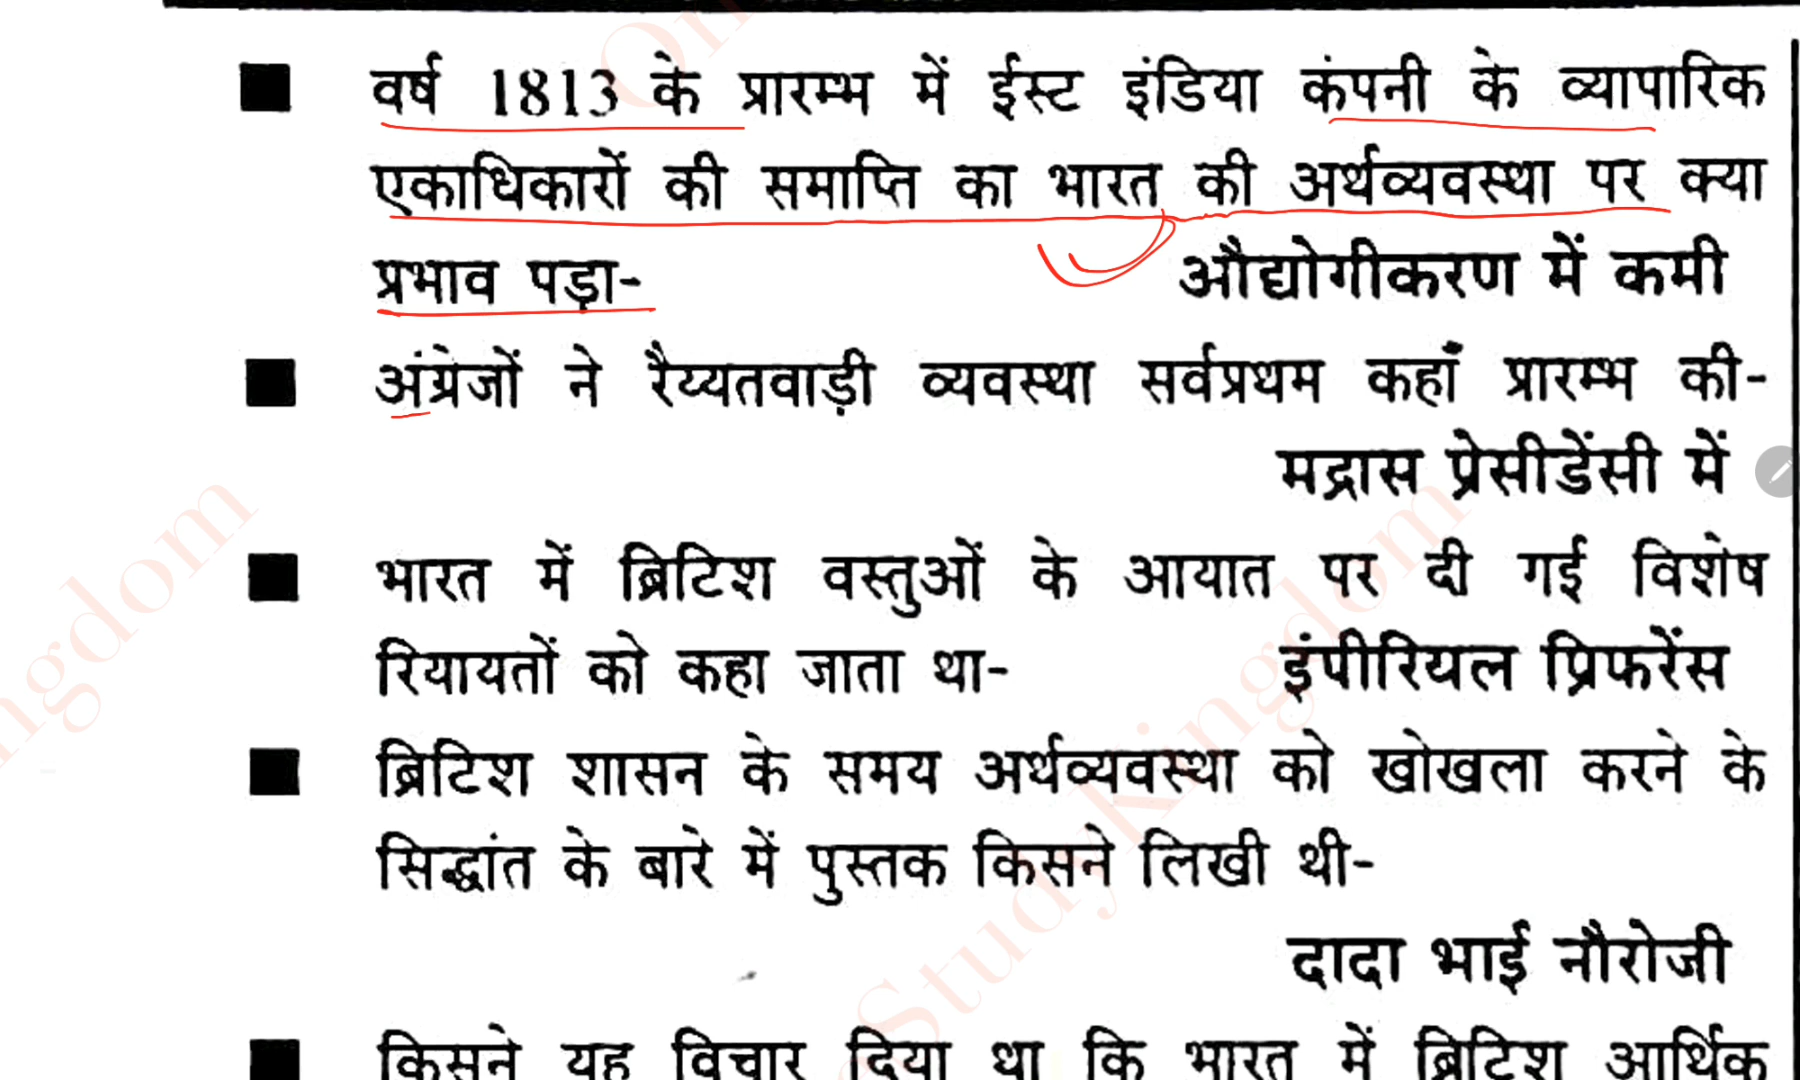 ■ वर्ष 1813 के प्रारम्भ में ईस्ट इंडिया कंपनी के व्यापारिक
एकाधिकारों की समाप्ति का भारत की अर्थव्यवस्था पर क्या
प्रभाव पड़ा- औद्योगीकरण में कमी
■ अंग्रेजों ने रैय्यतवाड़ी व्यवस्था सर्वप्रथम कहाँ प्रारम्भ की-
मद्रास प्रेसीडेंसी में
■ भारत में ब्रिटिश वस्तुओं के आयात पर दी गई विशेष
रियायतों को कहा जाता था- इंपीरियल प्रिफरेंस
■ ब्रिटिश शासन के समय अर्थव्यवस्था को खोखला करने के
सिद्धांत के बारे में पुस्तक किसने लिखी थी-
दादा भाई नौरोजी
■ किसने यह विचार दिया था कि भारत में ब्रिटिश आर्थिक
Study Kingdom